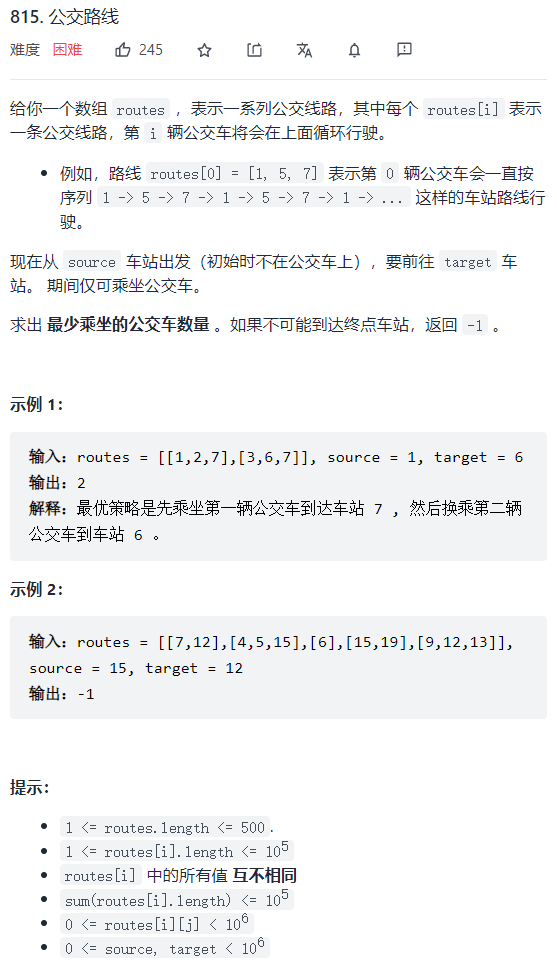 815. 公交路线
难度 困难 245
给你一个数组 routes ，表示一系列公交线路，其中每个 routes[i] 表示
一条公交线路，第 i 辆公交车将会在上面循环行驶。
• 例如，路线 routes[0] = [1, 5, 7] 表示第 0 辆公交车会一直按
序列 1 -> 5 -> 7 -> 1 -> 5 -> 7 -> 1 -> ... 这样的车站路线行
驶。
现在从 source 车站出发（初始时不在公交车上），要前往 target 车
站。 期间仅可乘坐公交车。
求出 最少乘坐的公交车数量 。如果不可能到达终点车站，返回 -1 。
示例 1：
输入：routes = [[1,2,7],[3,6,7]], source = 1, target = 6
输出：2
解释：最优策略是先乘坐第一辆公交车到达车站 7 , 然后换乘第二辆
公交车到车站 6 。
示例 2：
输入：routes = [[7,12],[4,5,15],[6],[15,19],[9,12,13]],
source = 15, target = 12
输出：-1
提示：
• 1 <= routes.length <= 500.
• 1 <= routes[i].length <= 10⁵
• routes[i] 中的所有值 互不相同
• sum(routes[i].length) <= 10⁵
• 0 <= routes[i][j] < 10⁶
• 0 <= source, target < 10⁶